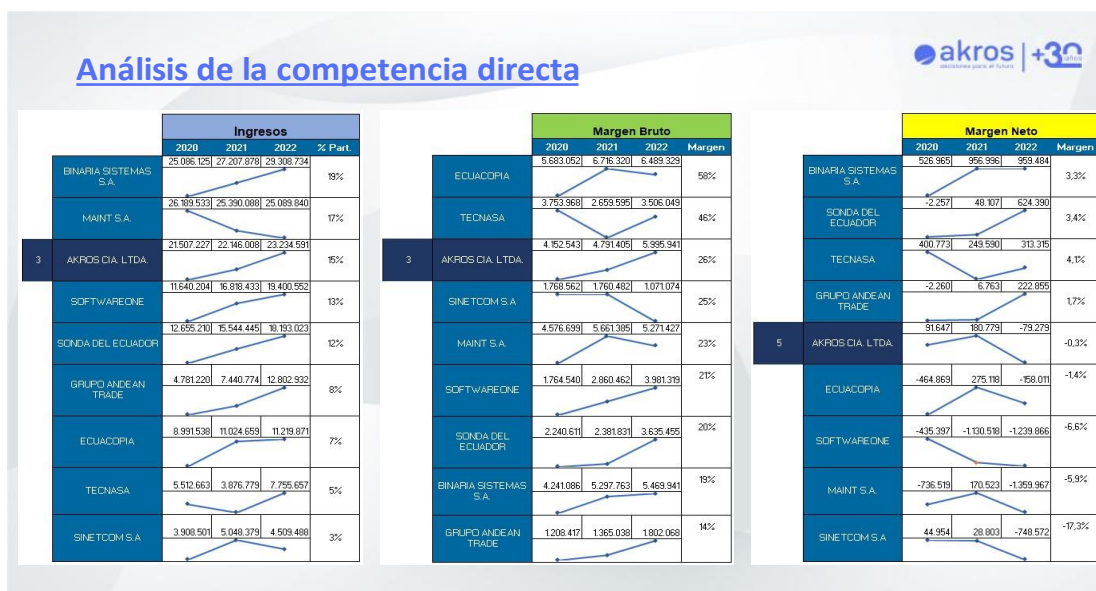 Análisis de la competencia directa
akros | +30 años
decisiones para el futuro
Ingresos
2020 2021 2022 % Part.
BINARIA SISTEMAS S.A. 25.086.125 27.207.878 29.308.734 19%
MAINT S.A. 26.189.533 25.390.088 25.089.840 17%
3 AKROS CIA. LTDA. 21.507.227 22.146.008 23.234.591 15%
SOFTWAREONE 11.640.204 16.818.433 19.400.552 13%
SONDA DEL ECUADOR 12.655.210 15.544.445 18.193.023 12%
GRUPO ANDEAN TRADE 4.781.220 7.440.774 12.802.932 8%
ECUACOPIA 8.991.538 11.024.659 11.219.871 7%
TECNASA 5.512.663 3.876.779 7.755.657 5%
SINETCOM S.A 3.908.501 5.048.379 4.509.488 3%
Margen Bruto
2020 2021 2022 Margen
ECUACOPIA 5.683.052 6.716.320 6.489.329 58%
TECNASA 3.753.968 2.659.595 3.506.049 46%
3 AKROS CIA. LTDA. 4.152.543 4.791.405 5.995.941 26%
SINETCOM S.A 1.768.562 1.760.482 1.071.074 25%
MAINT S.A. 4.576.699 5.661.385 5.271.427 23%
SOFTWAREONE 1.764.540 2.860.462 3.981.319 21%
SONDA DEL ECUADOR 2.240.611 2.381.831 3.635.455 20%
BINARIA SISTEMAS S.A. 4.241.086 5.297.763 5.469.941 19%
GRUPO ANDEAN TRADE 1.208.417 1.365.038 1.802.068 14%
Margen Neto
2020 2021 2022 Margen
BINARIA SISTEMAS S.A. 526.965 956.996 959.484 3,3%
SONDA DEL ECUADOR -2.257 48.107 624.390 3,4%
TECNASA 400.773 249.590 313.315 4,1%
GRUPO ANDEAN TRADE -2.260 6.763 222.855 1,7%
5 AKROS CIA. LTDA. 91.647 180.779 -79.279 -0,3%
ECUACOPIA -464.869 275.118 -158.011 -1,4%
SOFTWAREONE -435.397 -1.130.518 -1.239.866 -6,6%
MAINT S.A. -736.519 170.523 -1.359.967 -5,9%
SINETCOM S.A 44.954 28.803 -748.572 -17,3%